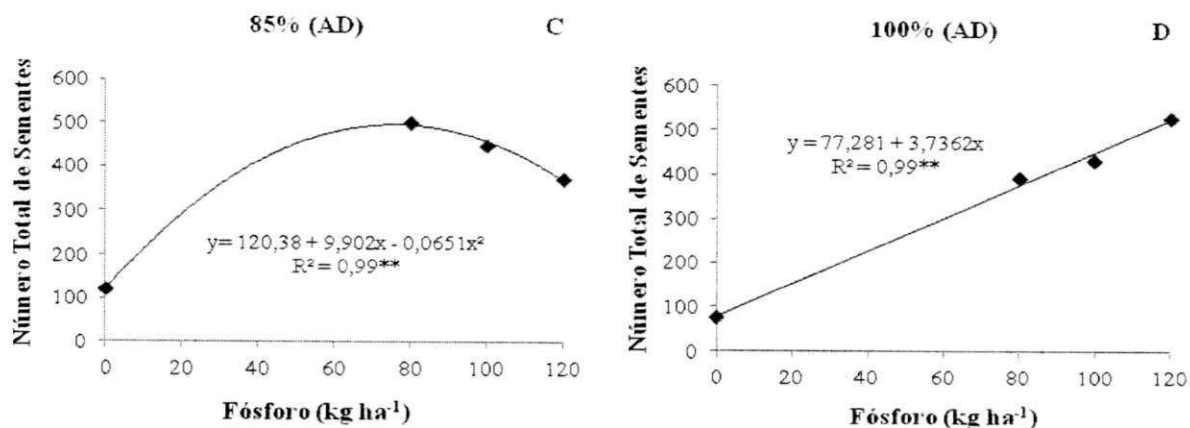 85% (AD) C
Número Total de Sementes
600
500
400
300
200
100
0
y= 120,38 + 9,902x - 0,0651x²
R² = 0,99**
0 20 40 60 80 100 120
Fósforo (kg ha⁻¹)
100% (AD) D
Número Total de Sementes
600
500
400
300
200
100
0
y = 77,281 + 3,7362x
R² = 0,99**
0 20 40 60 80 100 120
Fósforo (kg ha⁻¹)